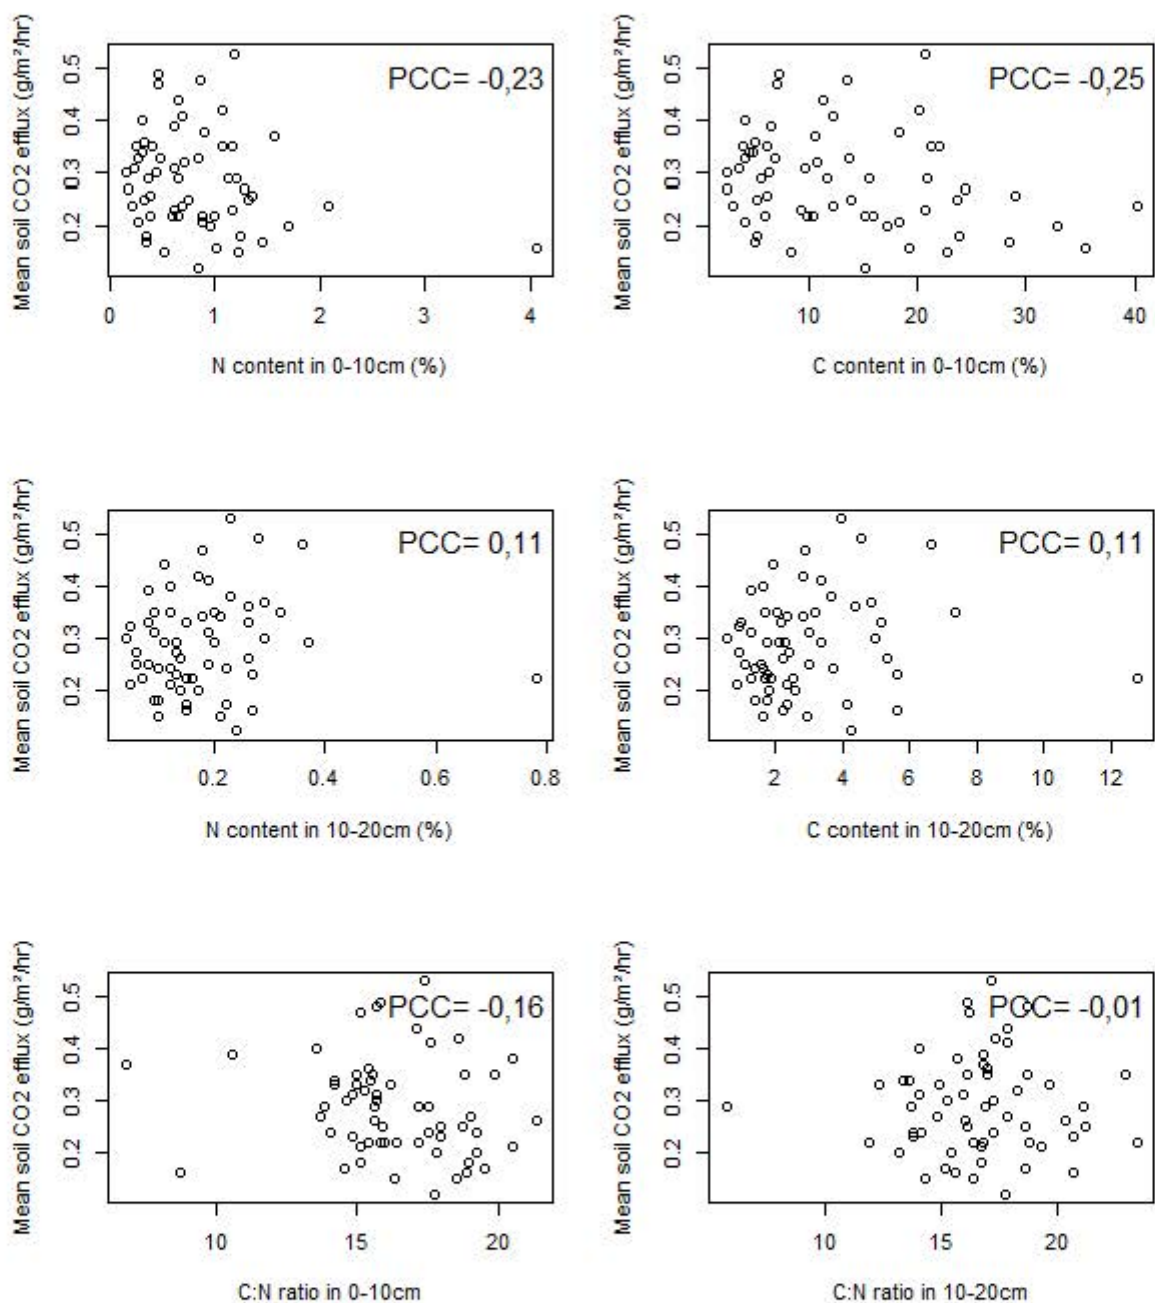 Mean soil CO2 efflux (g/m²/hr)
0.5
0.4
0.3
0.2
PCC= -0,23
0 1 2 3 4
N content in 0-10cm (%)
Mean soil CO2 efflux (g/m²/hr)
0.5
0.4
0.3
0.2
PCC= -0,25
10 20 30 40
C content in 0-10cm (%)
Mean soil CO2 efflux (g/m²/hr)
0.5
0.4
0.3
0.2
PCC= 0,11
0.2 0.4 0.6 0.8
N content in 10-20cm (%)
Mean soil CO2 efflux (g/m²/hr)
0.5
0.4
0.3
0.2
PCC= 0,11
2 4 6 8 10 12
C content in 10-20cm (%)
Mean soil CO2 efflux (g/m²/hr)
0.5
0.4
0.3
0.2
PCC= -0,16
10 15 20
C:N ratio in 0-10cm
Mean soil CO2 efflux (g/m²/hr)
0.5
0.4
0.3
0.2
PCC= -0,01
10 15 20
C:N ratio in 10-20cm